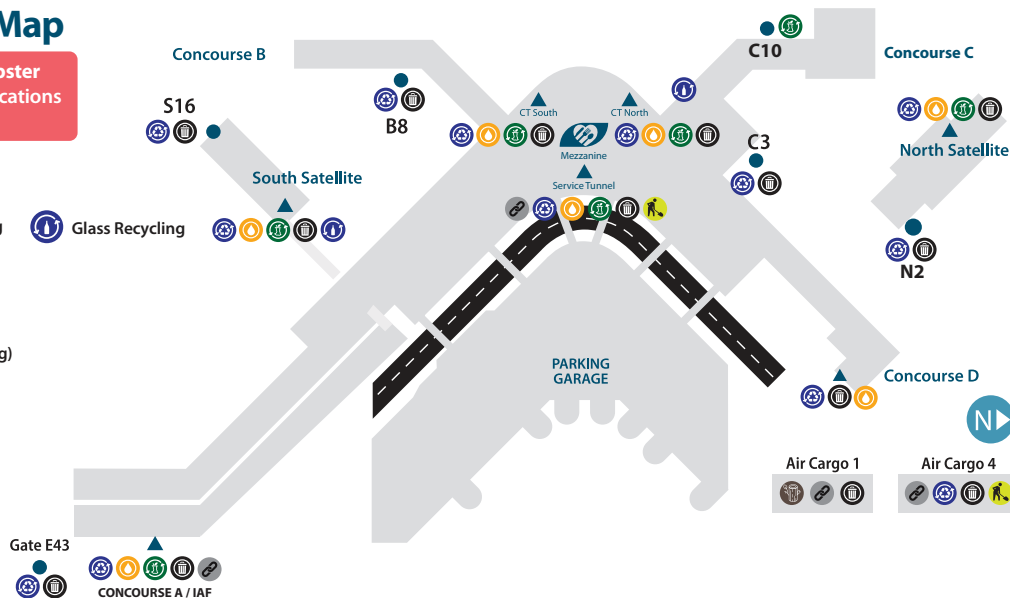 Map
Concourse B
C10
Concourse C
ster
cations
S16
B8
CT South
CT North
Mezzanine
C3
North Satellite
South Satellite
Service Tunnel
g
Glass Recycling
N2
g)
PARKING
GARAGE
Concourse D
N
Air Cargo 1
Air Cargo 4
Gate E43
CONCOURSE A / IAF